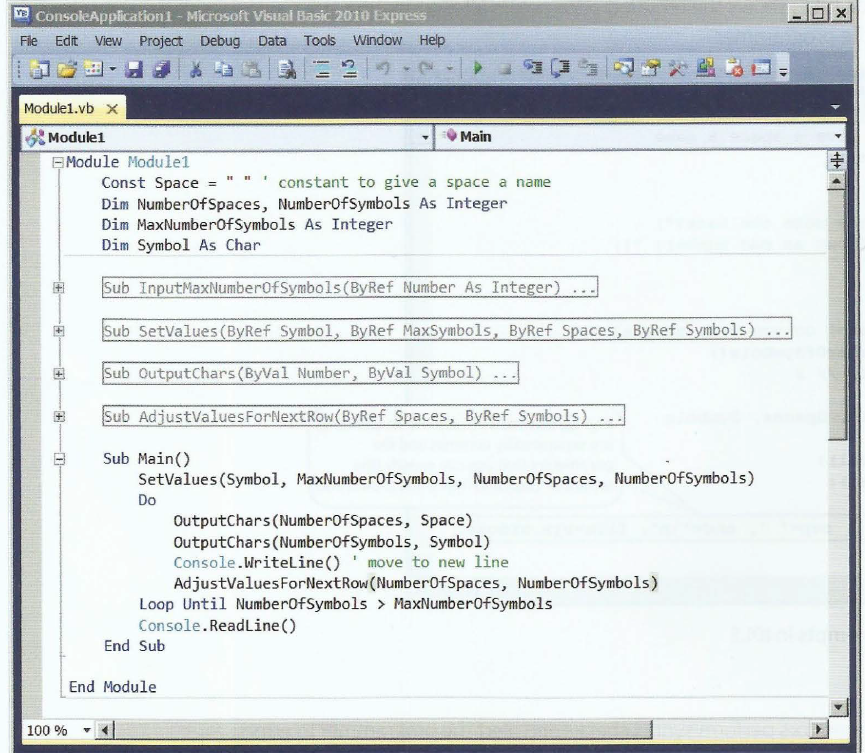 ConsoleApplication1 - Microsoft Visual Basic 2010 Express
File Edit View Project Debug Data Tools Window Help
Module1.vb
Module1 Main
Module Module1
Const Space = " " ' constant to give a space a name
Dim NumberOfSpaces, NumberOfSymbols As Integer
Dim MaxNumberOfSymbols As Integer
Dim Symbol As Char
Sub InputMaxNumberOfSymbols(ByRef Number As Integer) ...
Sub SetValues(ByRef Symbol, ByRef MaxSymbols, ByRef Spaces, ByRef Symbols) ...
Sub OutputChars(ByVal Number, ByVal Symbol) ...
Sub AdjustValuesForNextRow(ByRef Spaces, ByRef Symbols) ...
Sub Main()
SetValues(Symbol, MaxNumberOfSymbols, NumberOfSpaces, NumberOfSymbols)
Do
OutputChars(NumberOfSpaces, Space)
OutputChars(NumberOfSymbols, Symbol)
Console.WriteLine() ' move to new line
AdjustValuesForNextRow(NumberOfSpaces, NumberOfSymbols)
Loop Until NumberOfSymbols > MaxNumberOfSymbols
Console.ReadLine()
End Sub
End Module
100 %